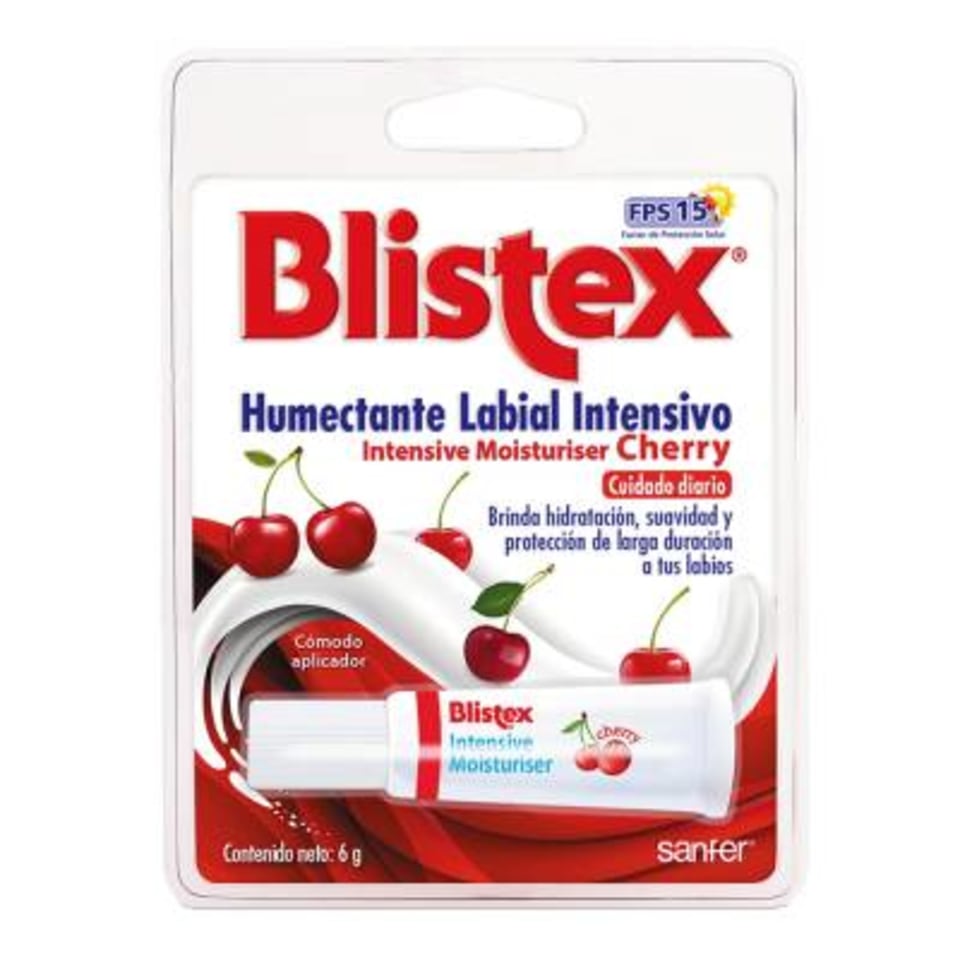 FPS 15
Factor de Protección Solar
Blistex®
Humectante Labial Intensivo
Intensive Moisturiser Cherry
Cuidado diario
Brinda hidratación, suavidad y
protección de larga duración
a tus labios
Cómodo
aplicador
Blistex
Intensive
Moisturiser
cherry
Contenido neto: 6 g
sanfer